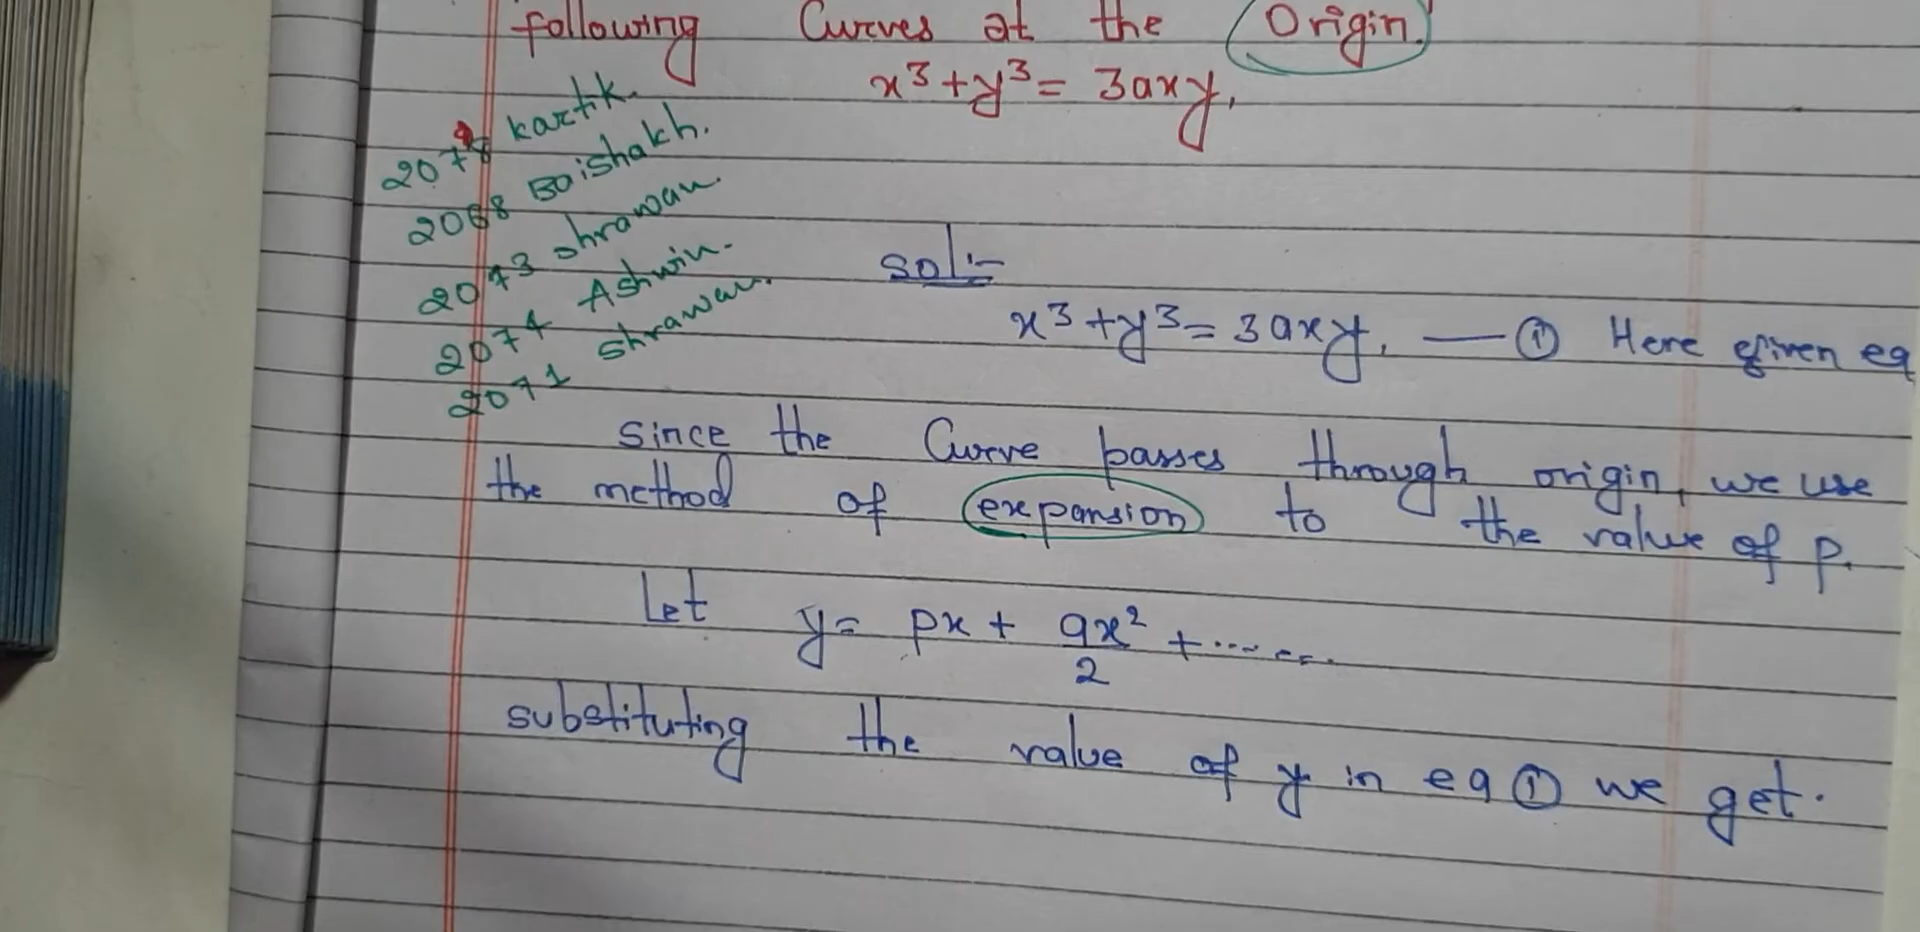 following Curves at the Origin.
x³+y³= 3axy.
kartik.
2068 Baishakh.
2073 Shrawan.
2074 Ashwin.
2071 Shrawan.
Sol:-
x³+y³= 3axy. — ① Here given eq
Since the Curve passes through origin, we use
the method of expansion to the value of p.
Let y= px + qx²/2 + ......
substituting the value of y in eq ① we get.